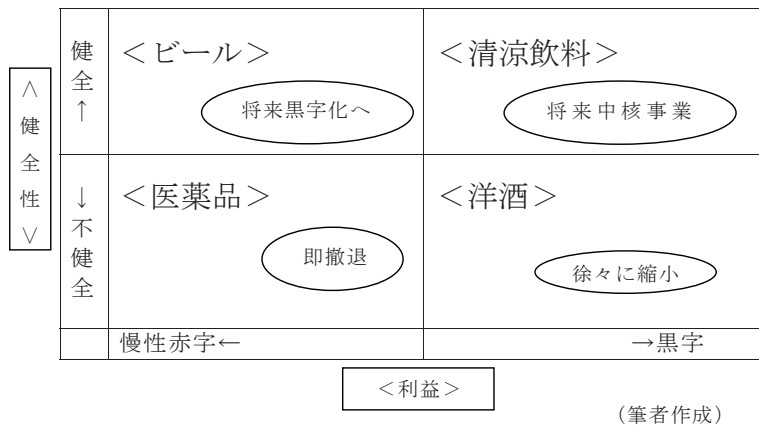 ＜健全性＞
健全↑
＜ビール＞
将来黒字化へ
＜清涼飲料＞
将来中核事業
↓不健全
＜医薬品＞
即撤退
＜洋酒＞
徐々に縮小
慢性赤字←
→黒字
＜利益＞
（筆者作成）